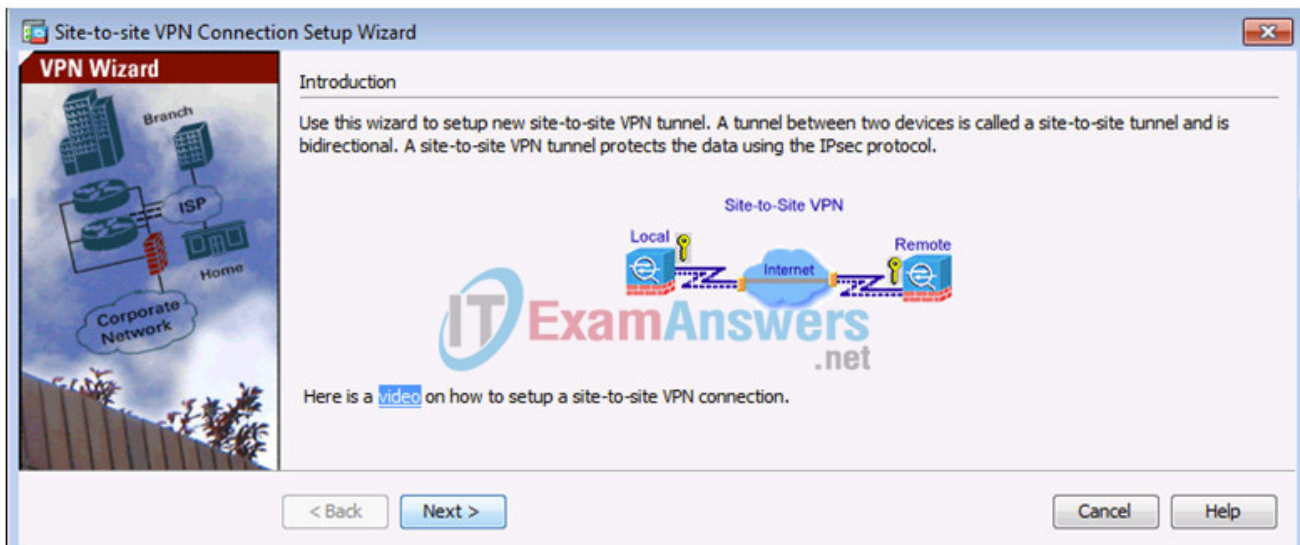 Site-to-site VPN Connection Setup Wizard
VPN Wizard
Branch
ISP
Home
Corporate
Network
Introduction
Use this wizard to setup new site-to-site VPN tunnel. A tunnel between two devices is called a site-to-site tunnel and is
bidirectional. A site-to-site VPN tunnel protects the data using the IPsec protocol.
Site-to-Site VPN
Local
Internet
Remote
ITExamAnswers
.net
Here is a video on how to setup a site-to-site VPN connection.
< Back
Next >
Cancel
Help